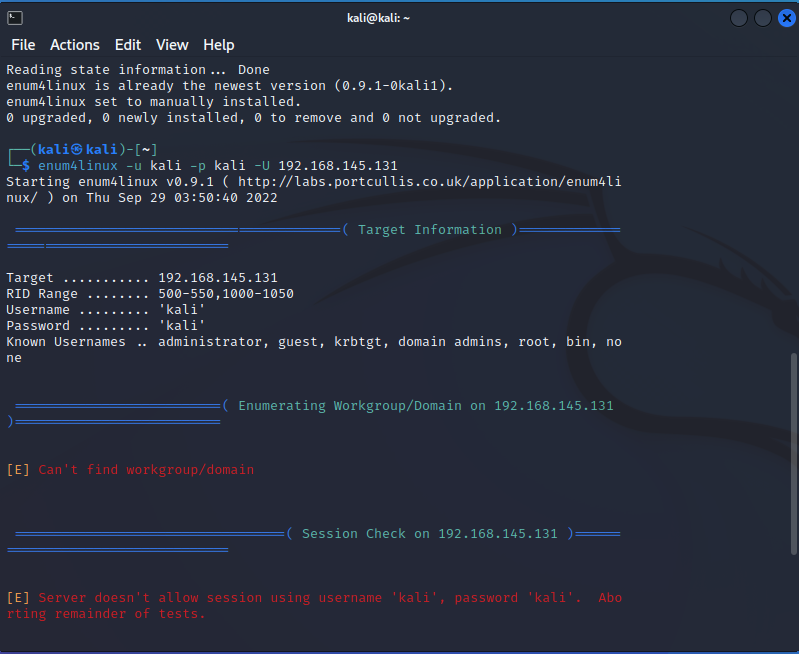 kali@kali: ~
File Actions Edit View Help
Reading state information... Done
enum4linux is already the newest version (0.9.1-0kali1).
enum4linux set to manually installed.
0 upgraded, 0 newly installed, 0 to remove and 0 not upgraded.
┌──(kali㉿kali)-[~]
└─$ enum4linux -u kali -p kali -U 192.168.145.131
Starting enum4linux v0.9.1 ( http://labs.portcullis.co.uk/application/enum4li
nux/ ) on Thu Sep 29 03:50:40 2022
=========================================( Target Information )=============
============================
Target ........... 192.168.145.131
RID Range ........ 500-550,1000-1050
Username ......... 'kali'
Password ......... 'kali'
Known Usernames .. administrator, guest, krbtgt, domain admins, root, bin, no
ne
==========================( Enumerating Workgroup/Domain on 192.168.145.131
)==========================
[E] Can't find workgroup/domain
==================================( Session Check on 192.168.145.131 )======
============================
[E] Server doesn't allow session using username 'kali', password 'kali'.  Abo
rting remainder of tests.